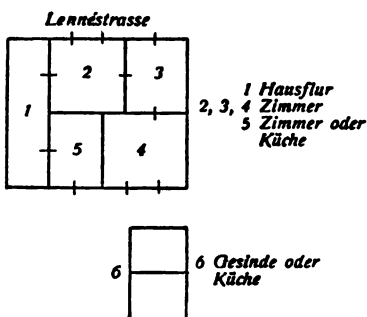 Lennéstrasse
2 3
1
5 4
1 Hausflur
2, 3, 4 Zimmer
5 Zimmer oder
Küche
6
6 Gesinde oder
Küche